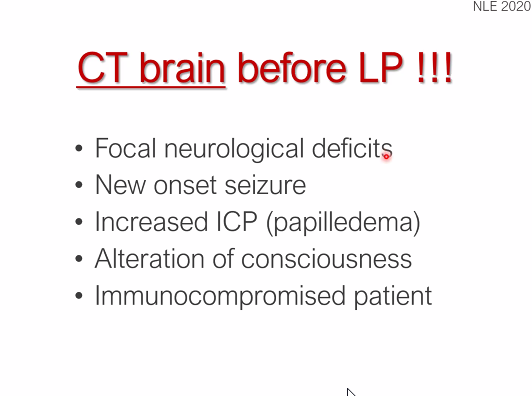 NLE 2020
CT brain before LP !!!
• Focal neurological deficits
• New onset seizure
• Increased ICP (papilledema)
• Alteration of consciousness
• Immunocompromised patient